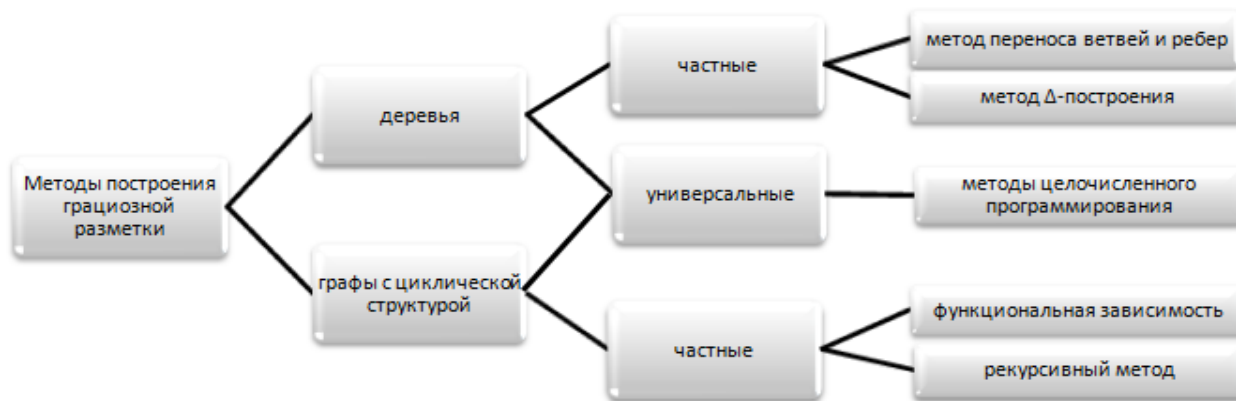 Методы построения
грациозной
разметки
деревья
графы с циклической
структурой
частные
универсальные
частные
метод переноса ветвей и ребер
метод Δ-построения
методы целочисленного
программирования
функциональная зависимость
рекурсивный метод